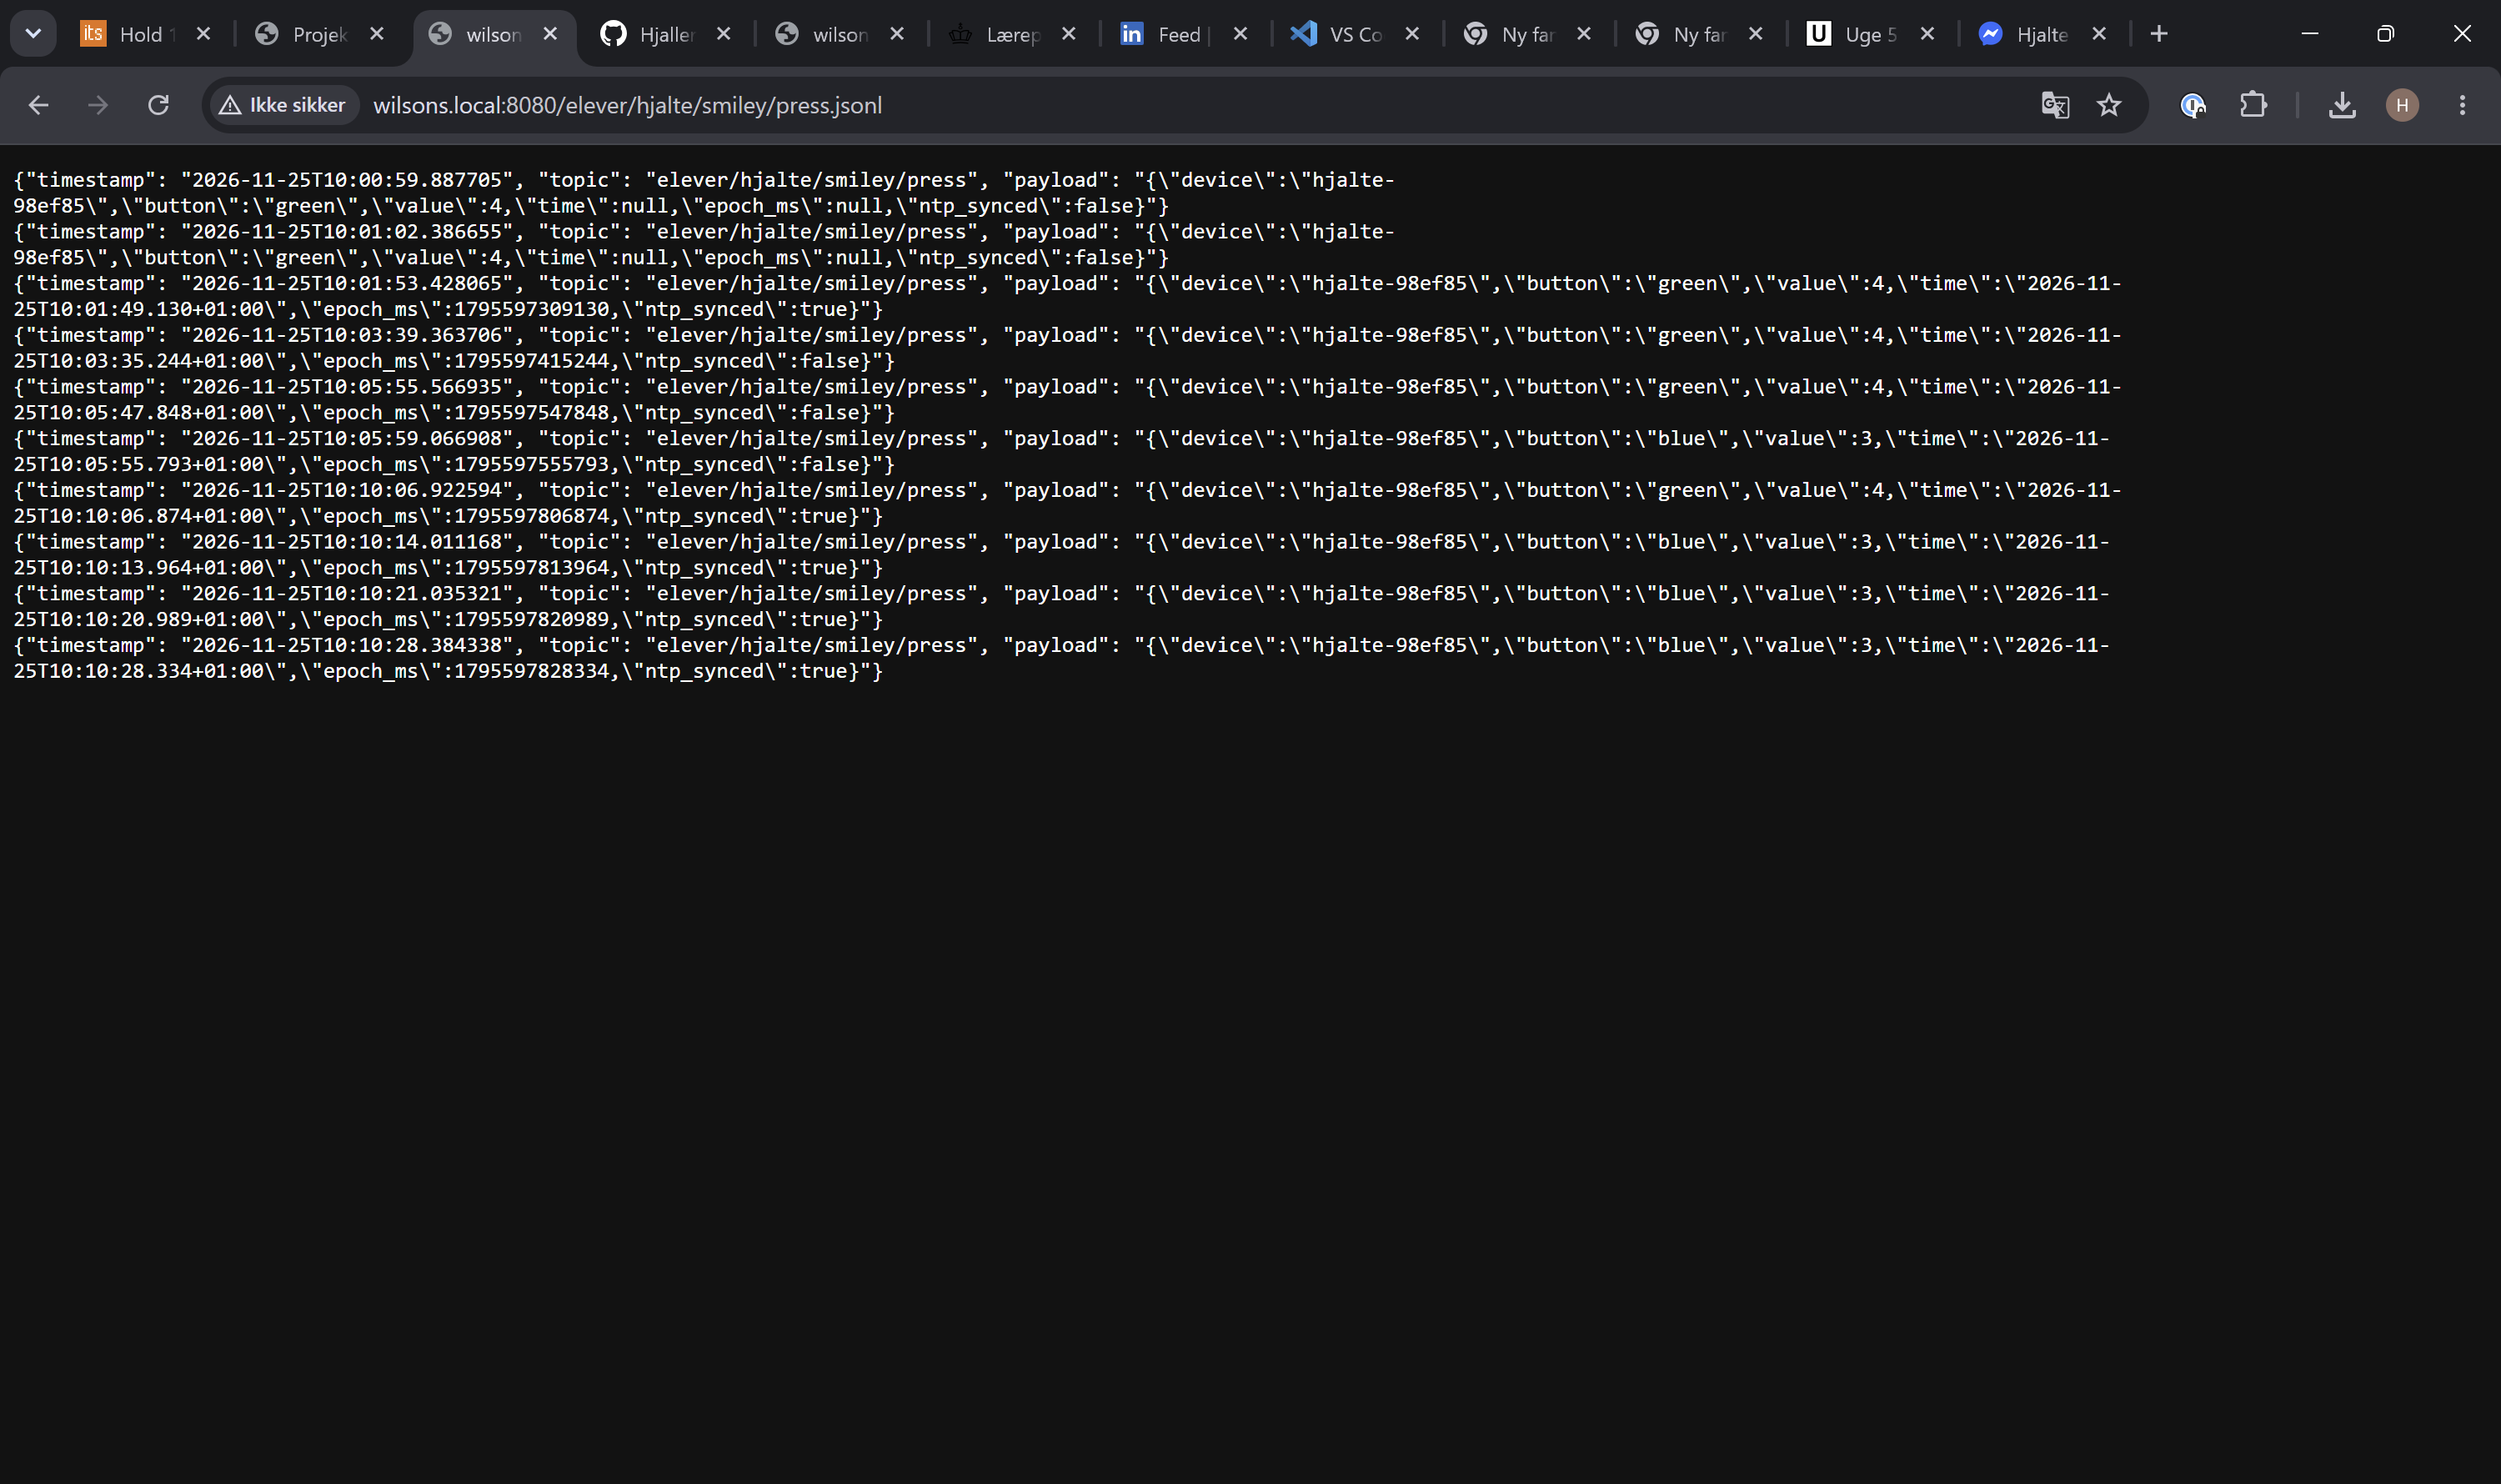 its Hold 1
Projek
wilson
Hjaller
wilson
Lærep
in Feed |
VS Co
Ny far
Ny far
U Uge 5
Hjalte
Ikke sikker wilsons.local:8080/elever/hjalte/smiley/press.jsonl H
{"timestamp": "2026-11-25T10:00:59.887705", "topic": "elever/hjalte/smiley/press", "payload": "{\"device\":\"hjalte-
98ef85\",\"button\":\"green\",\"value\":4,\"time\":null,\"epoch_ms\":null,\"ntp_synced\":false}"}
{"timestamp": "2026-11-25T10:01:02.386655", "topic": "elever/hjalte/smiley/press", "payload": "{\"device\":\"hjalte-
98ef85\",\"button\":\"green\",\"value\":4,\"time\":null,\"epoch_ms\":null,\"ntp_synced\":false}"}
{"timestamp": "2026-11-25T10:01:53.428065", "topic": "elever/hjalte/smiley/press", "payload": "{\"device\":\"hjalte-98ef85\",\"button\":\"green\",\"value\":4,\"time\":\"2026-11-
25T10:01:49.130+01:00\",\"epoch_ms\":1795597309130,\"ntp_synced\":true}"}
{"timestamp": "2026-11-25T10:03:39.363706", "topic": "elever/hjalte/smiley/press", "payload": "{\"device\":\"hjalte-98ef85\",\"button\":\"green\",\"value\":4,\"time\":\"2026-11-
25T10:03:35.244+01:00\",\"epoch_ms\":1795597415244,\"ntp_synced\":false}"}
{"timestamp": "2026-11-25T10:05:55.566935", "topic": "elever/hjalte/smiley/press", "payload": "{\"device\":\"hjalte-98ef85\",\"button\":\"green\",\"value\":4,\"time\":\"2026-11-
25T10:05:47.848+01:00\",\"epoch_ms\":1795597547848,\"ntp_synced\":false}"}
{"timestamp": "2026-11-25T10:05:59.066908", "topic": "elever/hjalte/smiley/press", "payload": "{\"device\":\"hjalte-98ef85\",\"button\":\"blue\",\"value\":3,\"time\":\"2026-11-
25T10:05:55.793+01:00\",\"epoch_ms\":1795597555793,\"ntp_synced\":false}"}
{"timestamp": "2026-11-25T10:10:06.922594", "topic": "elever/hjalte/smiley/press", "payload": "{\"device\":\"hjalte-98ef85\",\"button\":\"green\",\"value\":4,\"time\":\"2026-11-
25T10:10:06.874+01:00\",\"epoch_ms\":1795597806874,\"ntp_synced\":true}"}
{"timestamp": "2026-11-25T10:10:14.011168", "topic": "elever/hjalte/smiley/press", "payload": "{\"device\":\"hjalte-98ef85\",\"button\":\"blue\",\"value\":3,\"time\":\"2026-11-
25T10:10:13.964+01:00\",\"epoch_ms\":1795597813964,\"ntp_synced\":true}"}
{"timestamp": "2026-11-25T10:10:21.035321", "topic": "elever/hjalte/smiley/press", "payload": "{\"device\":\"hjalte-98ef85\",\"button\":\"blue\",\"value\":3,\"time\":\"2026-11-
25T10:10:20.989+01:00\",\"epoch_ms\":1795597820989,\"ntp_synced\":true}"}
{"timestamp": "2026-11-25T10:10:28.384338", "topic": "elever/hjalte/smiley/press", "payload": "{\"device\":\"hjalte-98ef85\",\"button\":\"blue\",\"value\":3,\"time\":\"2026-11-
25T10:10:28.334+01:00\",\"epoch_ms\":1795597828334,\"ntp_synced\":true}"}